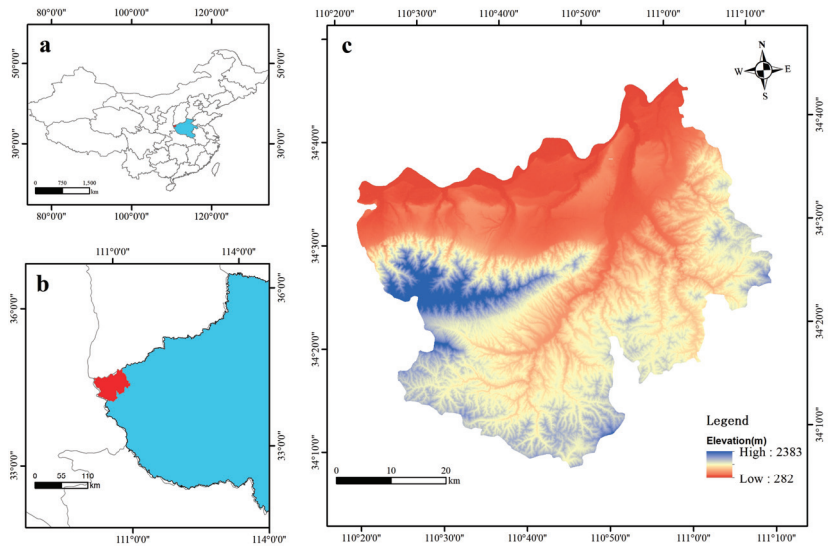 80°0'0" 100°0'0" 120°0'0"
a
50°0'0" 50°0'0"
30°0'0" 30°0'0"
0 750 1,500
km
80°0'0" 100°0'0" 120°0'0"
111°0'0" 114°0'0"
b
36°0'0" 36°0'0"
33°0'0" 33°0'0"
0 55 110
km
111°0'0" 114°0'0"
110°20'0" 110°30'0" 110°40'0" 110°50'0" 111°0'0" 111°10'0"
c
N
W E
S
34°40'0" 34°40'0"
34°30'0" 34°30'0"
34°20'0" 34°20'0"
34°10'0" 34°10'0"
Legend
Elevation(m)
High : 2383
Low : 282
0 10 20
km
110°20'0" 110°30'0" 110°40'0" 110°50'0" 111°0'0" 111°10'0"